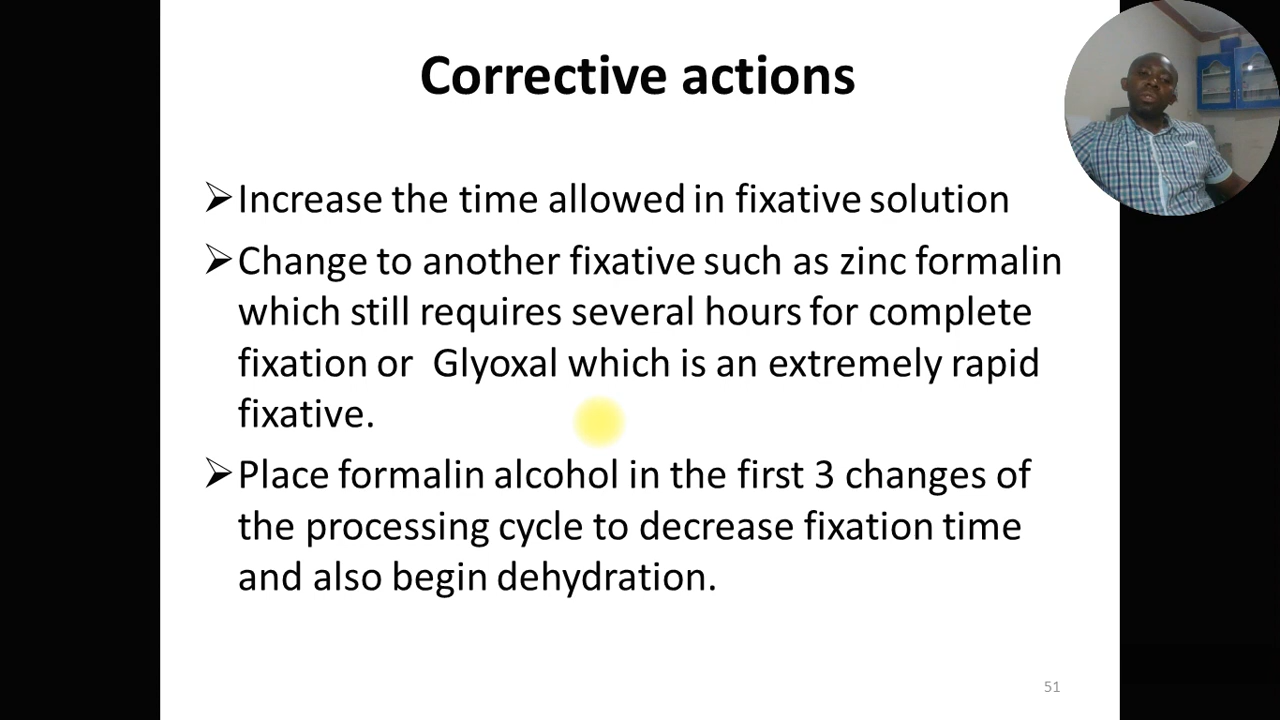 Corrective actions
➢Increase the time allowed in fixative solution
➢Change to another fixative such as zinc formalin
which still requires several hours for complete
fixation or  Glyoxal which is an extremely rapid
fixative.
➢Place formalin alcohol in the first 3 changes of
the processing cycle to decrease fixation time
and also begin dehydration.
51